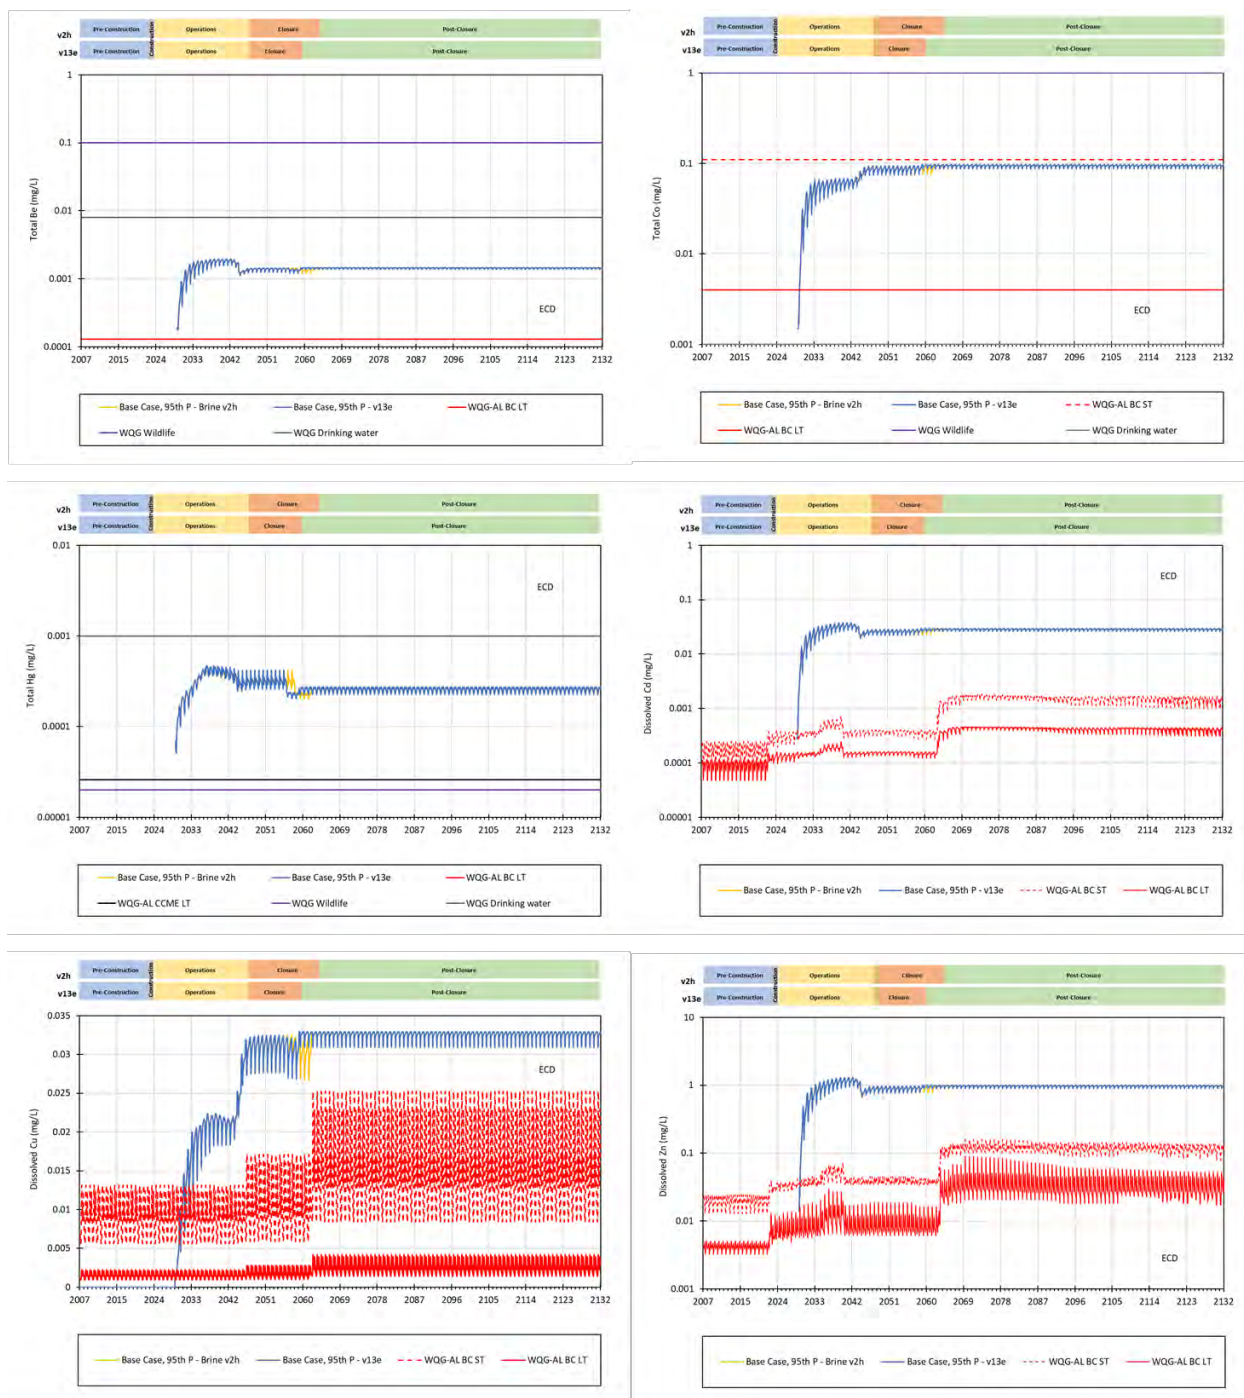 v2h Pre-Construction Construction Operations Closure Post-Closure
v13e Pre-Construction Operations Closure Post-Closure
Total Be (mg/L)
1
0.1
0.01
0.001
0.0001
ECD
2007 2015 2024 2033 2042 2051 2060 2069 2078 2087 2096 2105 2114 2123 2132
Base Case, 95th P - Brine v2h Base Case, 95th P - v13e WQG-AL BC LT
WQG Wildlife WQG Drinking water
v2h Pre-Construction Construction Operations Closure Post-Closure
v13e Pre-Construction Operations Closure Post-Closure
Total Co (mg/L)
1
0.1
0.01
0.001
ECD
2007 2015 2024 2033 2042 2051 2060 2069 2078 2087 2096 2105 2114 2123 2132
Base Case, 95th P - Brine v2h Base Case, 95th P - v13e WQG-AL BC ST
WQG-AL BC LT WQG Wildlife WQG Drinking water
v2h Pre-Construction Construction Operations Closure Post-Closure
v13e Pre-Construction Operations Closure Post-Closure
Total Hg (mg/L)
0.01
0.001
0.0001
0.00001
ECD
2007 2015 2024 2033 2042 2051 2060 2069 2078 2087 2096 2105 2114 2123 2132
Base Case, 95th P - Brine v2h Base Case, 95th P - v13e WQG-AL BC LT
WQG-AL CCME LT WQG Wildlife WQG Drinking water
v2h Pre-Construction Construction Operations Closure Post-Closure
v13e Pre-Construction Operations Closure Post-Closure
Dissolved Cd (mg/L)
1
0.1
0.01
0.001
0.0001
0.00001
ECD
2007 2015 2024 2033 2042 2051 2060 2069 2078 2087 2096 2105 2114 2123 2132
Base Case, 95th P - Brine v2h Base Case, 95th P - v13e WQG-AL BC ST WQG-AL BC LT
v2h Pre-Construction Construction Operations Closure Post-Closure
v13e Pre-Construction Operations Closure Post-Closure
Dissolved Cu (mg/L)
0.035
0.03
0.025
0.02
0.015
0.01
0.005
0
ECD
2007 2015 2024 2033 2042 2051 2060 2069 2078 2087 2096 2105 2114 2123 2132
Base Case, 95th P - Brine v2h Base Case, 95th P - v13e WQG-AL BC ST WQG-AL BC LT
v2h Pre-Construction Construction Operations Closure Post-Closure
v13e Pre-Construction Operations Closure Post-Closure
Dissolved Zn (mg/L)
10
1
0.1
0.01
0.001
ECD
2007 2015 2024 2033 2042 2051 2060 2069 2078 2087 2096 2105 2114 2123 2132
Base Case, 95th P - Brine v2h Base Case, 95th P - v13e WQG-AL BC ST WQG-AL BC LT